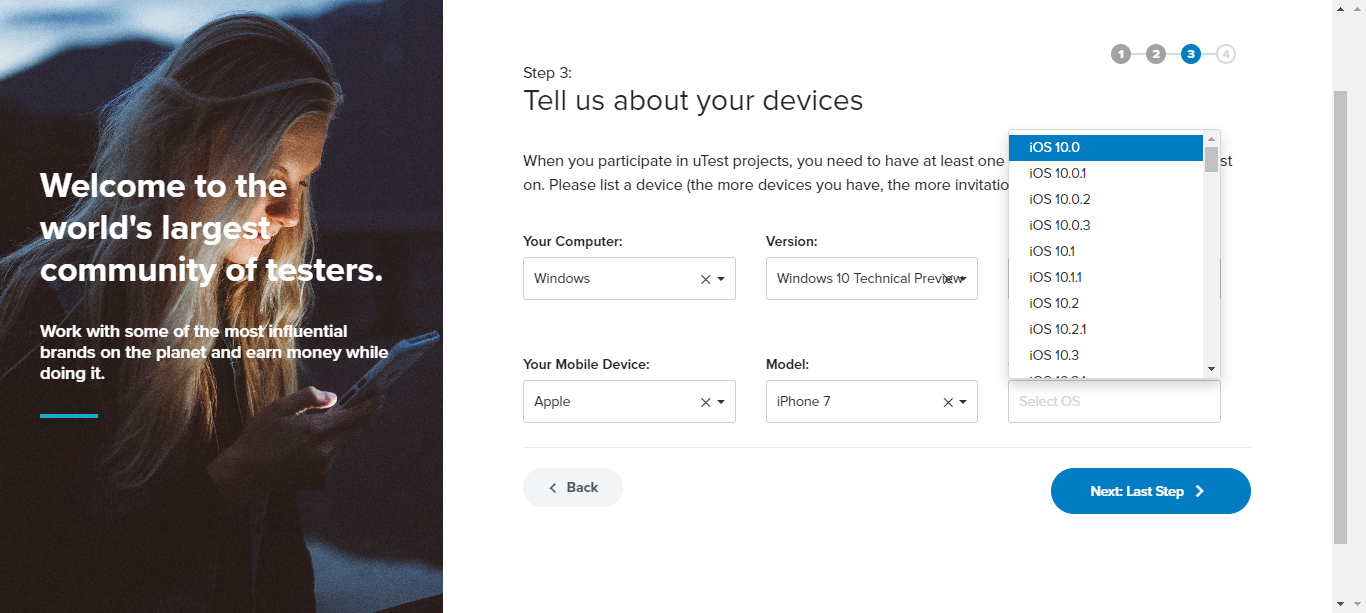 Welcome to the
world's largest
community of testers.
Work with some of the most influential
brands on the planet and earn money while
doing it.
1 2 3 4
Step 3:
Tell us about your devices
When you participate in uTest projects, you need to have at least one st
on. Please list a device (the more devices you have, the more invitatio
Your Computer:
Windows
Version:
Windows 10 Technical Preview
iOS 10.0
iOS 10.0.1
iOS 10.0.2
iOS 10.0.3
iOS 10.1
iOS 10.1.1
iOS 10.2
iOS 10.2.1
iOS 10.3
Your Mobile Device:
Apple
Model:
iPhone 7
Select OS
Back
Next: Last Step